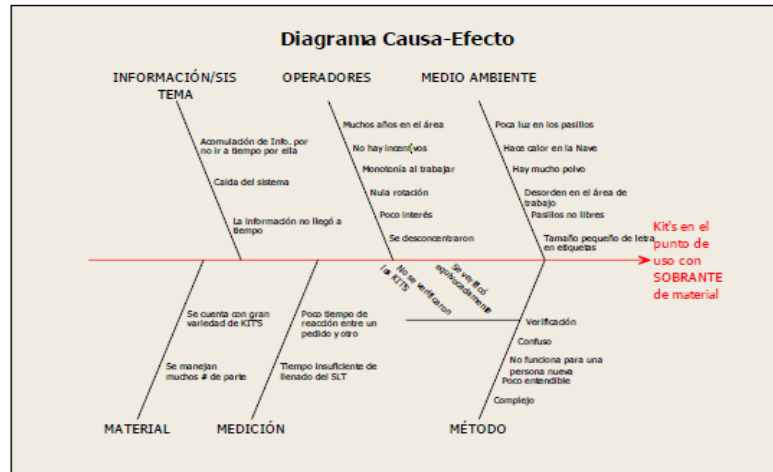 Diagrama Causa-Efecto
INFORMACIÓN/SIS
TEMA
OPERADORES
MEDIO AMBIENTE
Acomulación de Info. por
no ir a tiempo por ella
Caida del sistema
La información no llegó a
tiempo
Muchos años en el área
No hay incentivos
Monotonía al trabajar
Nula rotación
Poco interés
Se desconcentraron
Poca luz en los pasillos
Hace calor en la Nave
Hay mucho polvo
Desorden en el área de
trabajo
Pasillos no libres
Tamaño pequeño de letra
en etiquetas
Kit's en el
punto de
uso con
SOBRANTE
de material
Se cuenta con gran
variedad de KIT'S
Se manejan
muchos # de parte
Poco tiempo de
reacción entre un
pedido y otro
Tiempo insuficiente de
llenado del SLT
No se verificaron
los KITS
Se verificó
equivocadamente
Verificación
Confuso
No funciona para una
persona nueva
Poco entendible
Complejo
MATERIAL
MEDICIÓN
MÉTODO